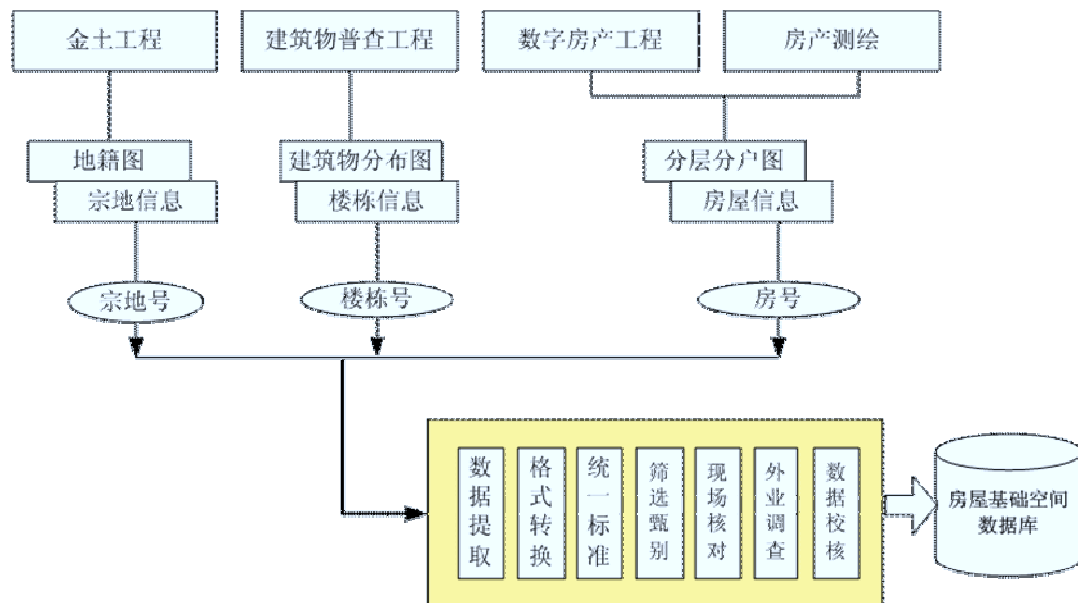 金土工程
建筑物普查工程
数字房产工程
房产测绘
地籍图
宗地信息
建筑物分布图
楼栋信息
分层分户图
房屋信息
宗地号
楼栋号
房号
数据提取
格式转换
统一标准
筛选甄别
现场核对
外业调查
数据校核
房屋基础空间
数据库